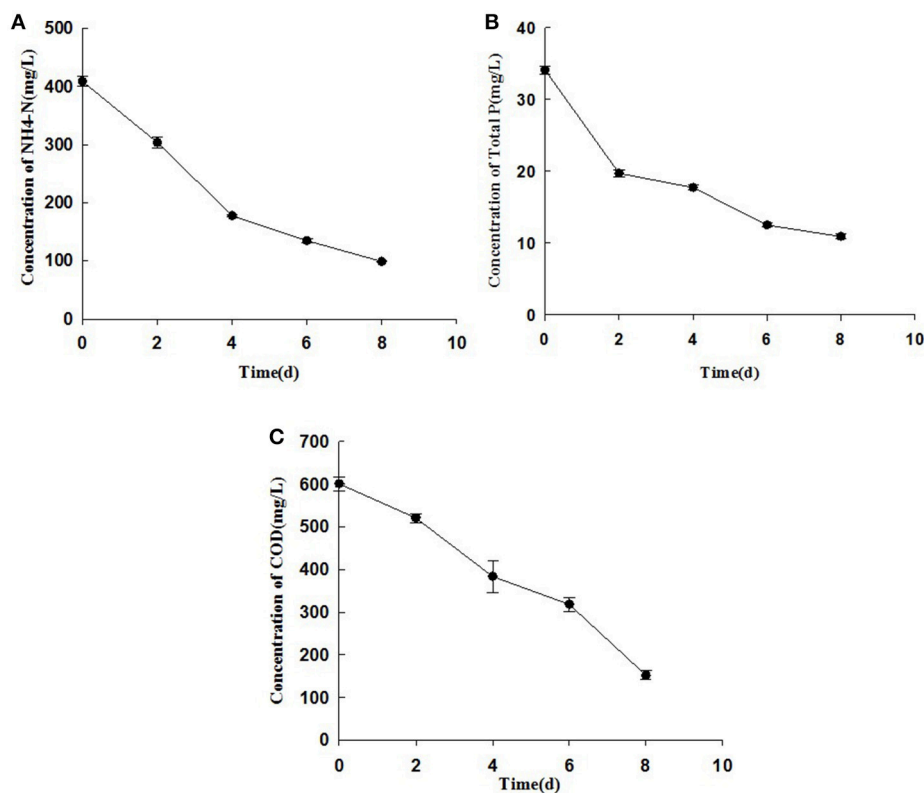 A
500
400
300
200
100
0
Concentration of NH4-N(mg/L)
0 2 4 6 8 10
Time(d)
B
40
30
20
10
0
Concentration of Total P(mg/L)
0 2 4 6 8 10
Time(d)
C
700
600
500
400
300
200
100
0
Concentration of COD(mg/L)
0 2 4 6 8 10
Time(d)